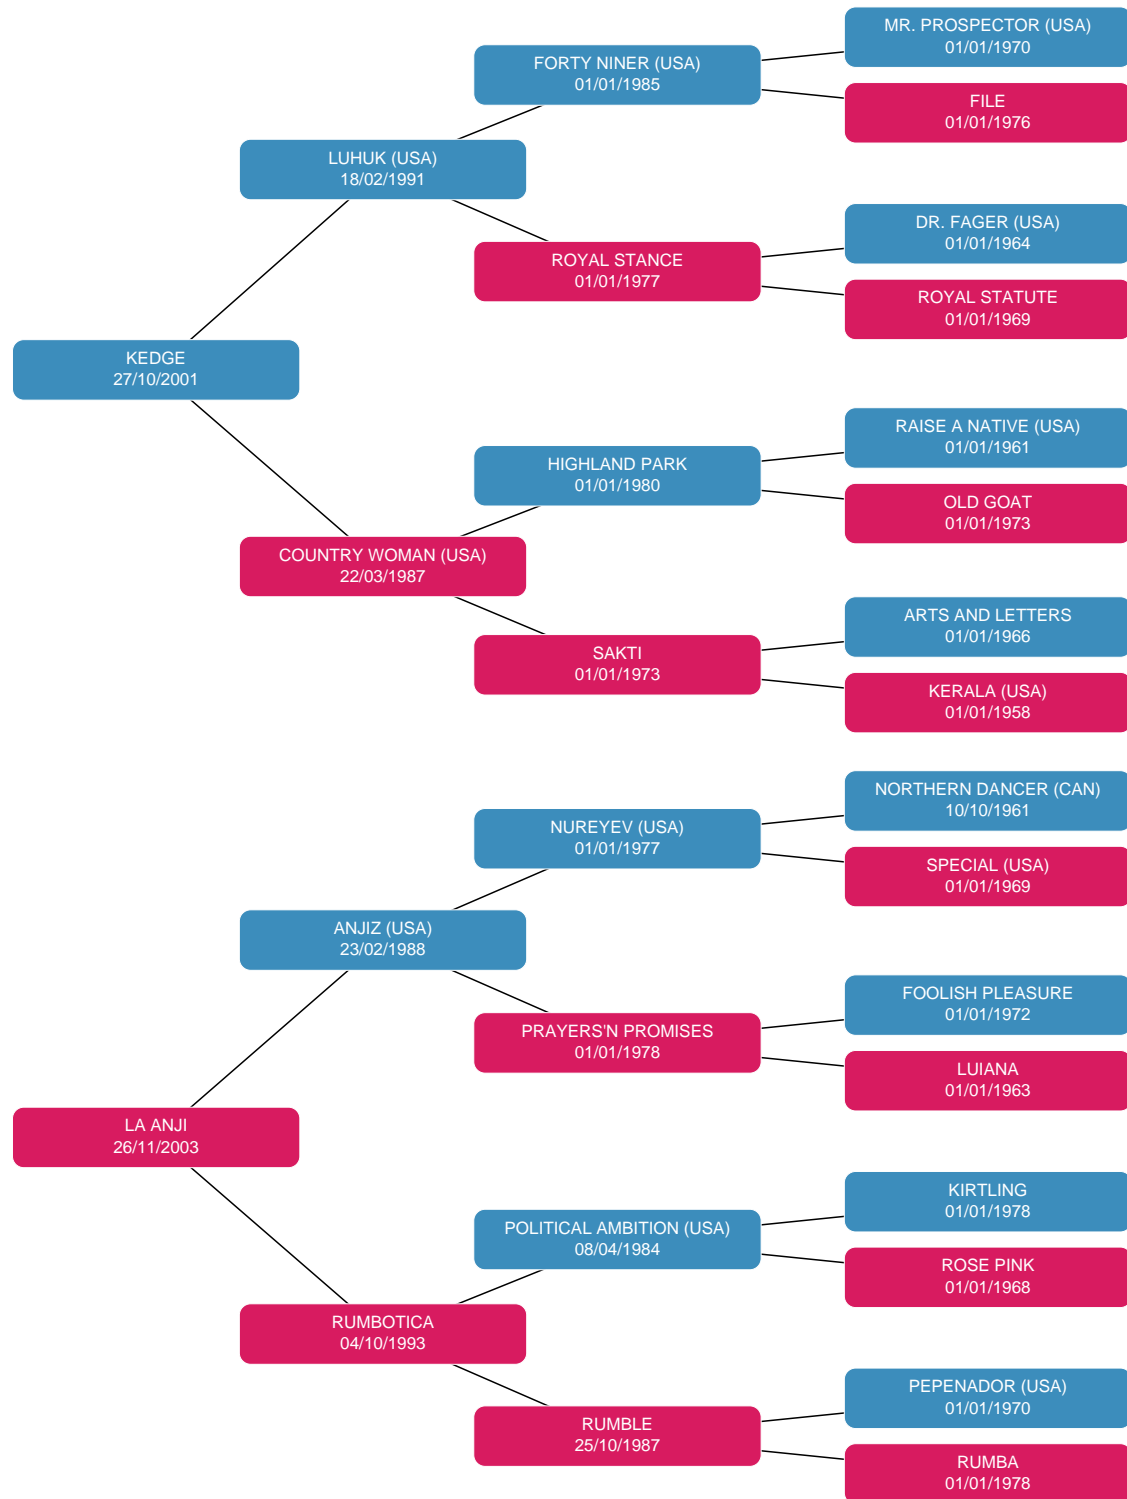 MR. PROSPECTOR (USA)
01/01/1970
FORTY NINER (USA)
01/01/1985
FILE
01/01/1976
LUHUK (USA)
18/02/1991
DR. FAGER (USA)
01/01/1964
ROYAL STANCE
01/01/1977
ROYAL STATUTE
01/01/1969
KEDGE
27/10/2001
RAISE A NATIVE (USA)
01/01/1961
HIGHLAND PARK
01/01/1980
OLD GOAT
01/01/1973
COUNTRY WOMAN (USA)
22/03/1987
ARTS AND LETTERS
01/01/1966
SAKTI
01/01/1973
KERALA (USA)
01/01/1958
NORTHERN DANCER (CAN)
10/10/1961
NUREYEV (USA)
01/01/1977
SPECIAL (USA)
01/01/1969
ANJIZ (USA)
23/02/1988
FOOLISH PLEASURE
01/01/1972
PRAYERS'N PROMISES
01/01/1978
LUIANA
01/01/1963
LA ANJI
26/11/2003
KIRTLING
01/01/1978
POLITICAL AMBITION (USA)
08/04/1984
ROSE PINK
01/01/1968
RUMBOTICA
04/10/1993
PEPENADOR (USA)
01/01/1970
RUMBLE
25/10/1987
RUMBA
01/01/1978